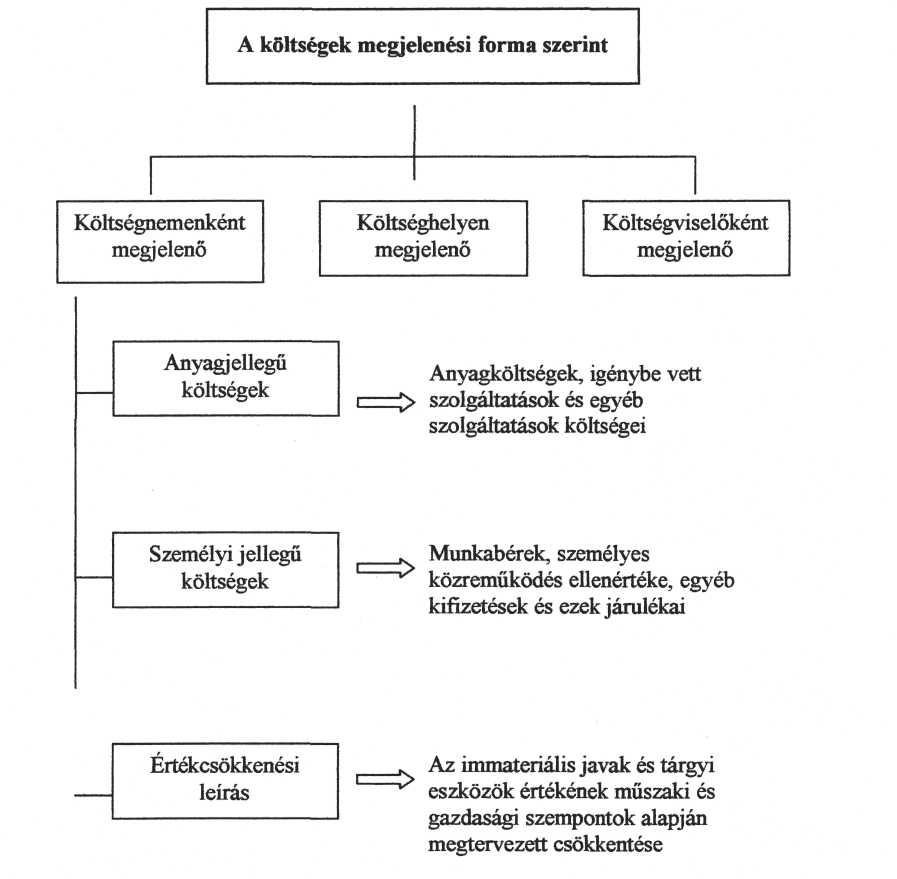 A költségek megjelenési forma szerint
Költségnemenként
megjelenő
Költséghelyen
megjelenő
Költségviselőként
megjelenő
Anyagjellegű
költségek
Anyagköltségek, igénybe vett
szolgáltatások és egyéb
szolgáltatások költségei
Személyi jellegű
költségek
Munkabérek, személyes
közreműködés ellenértéke, egyéb
kifizetések és ezek járulékai
Értékcsökkenési
leírás
Az immateriális javak és tárgyi
eszközök értékének műszaki és
gazdasági szempontok alapján
megtervezett csökkentése